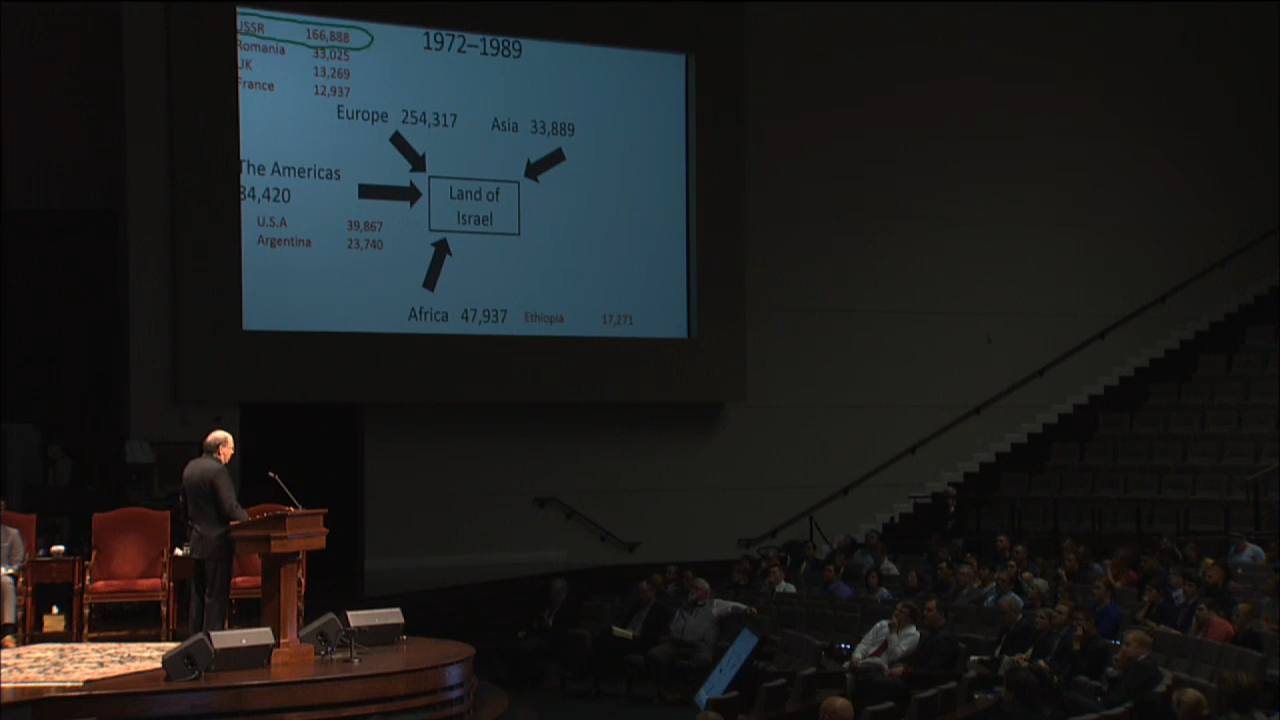 USSR 166,888
1972–1989
Romania 33,025
UK 13,269
France 12,937
Europe 254,317
Asia 33,889
The Americas
84,420
Land of
Israel
U.S.A 39,867
Argentina 23,740
Africa 47,937 Ethiopia 17,271